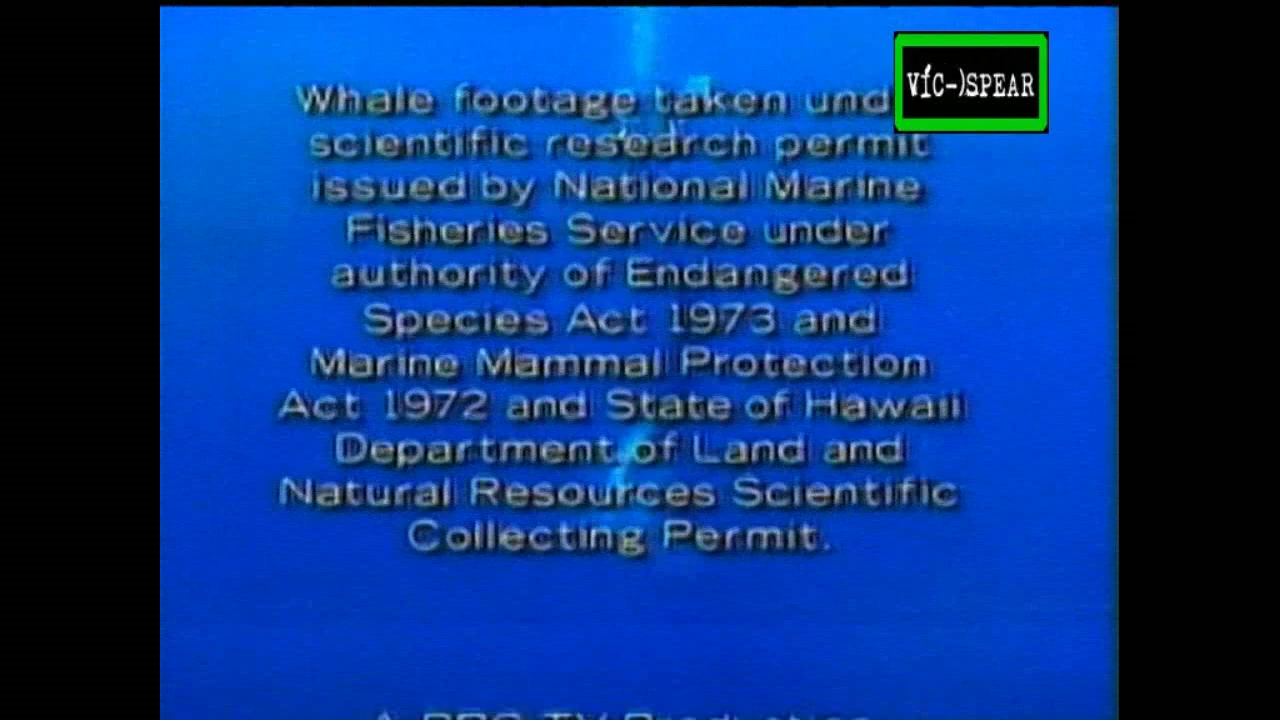 VÍC-)SPEAR
Whale footage taken und
scientific research permit
issued by National Marine
Fisheries Service under
authority of Endangered
Species Act 1973 and
Marine Mammal Protection
Act 1972 and State of Hawaii
Department of Land and
Natural Resources Scientific
Collecting Permit.